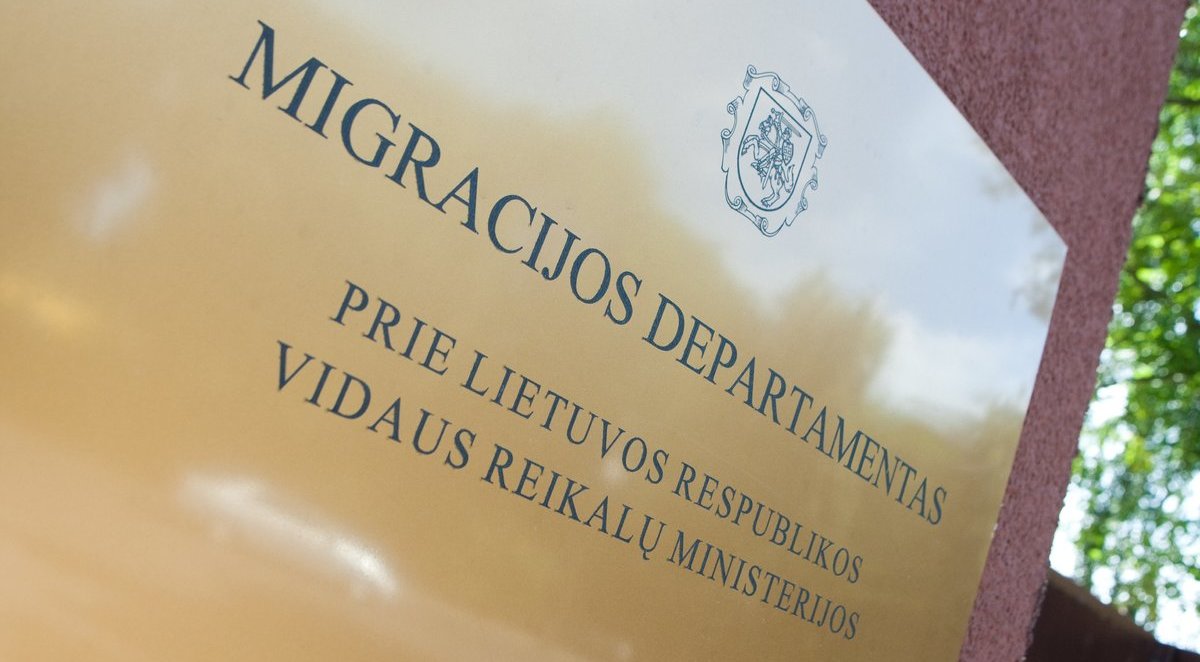 MIGRACIJOS DEPARTAMENTAS
PRIE LIETUVOS RESPUBLIKOS
VIDAUS REIKALŲ MINISTERIJOS